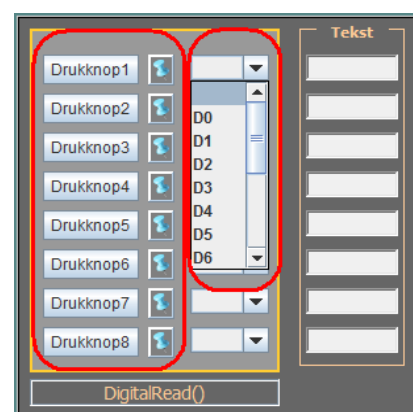 Tekst
Drukknop1
Drukknop2
D0
Drukknop3
D1
D2
Drukknop4
D3
D4
Drukknop5
D5
Drukknop6
D6
Drukknop7
Drukknop8
DigitalRead()